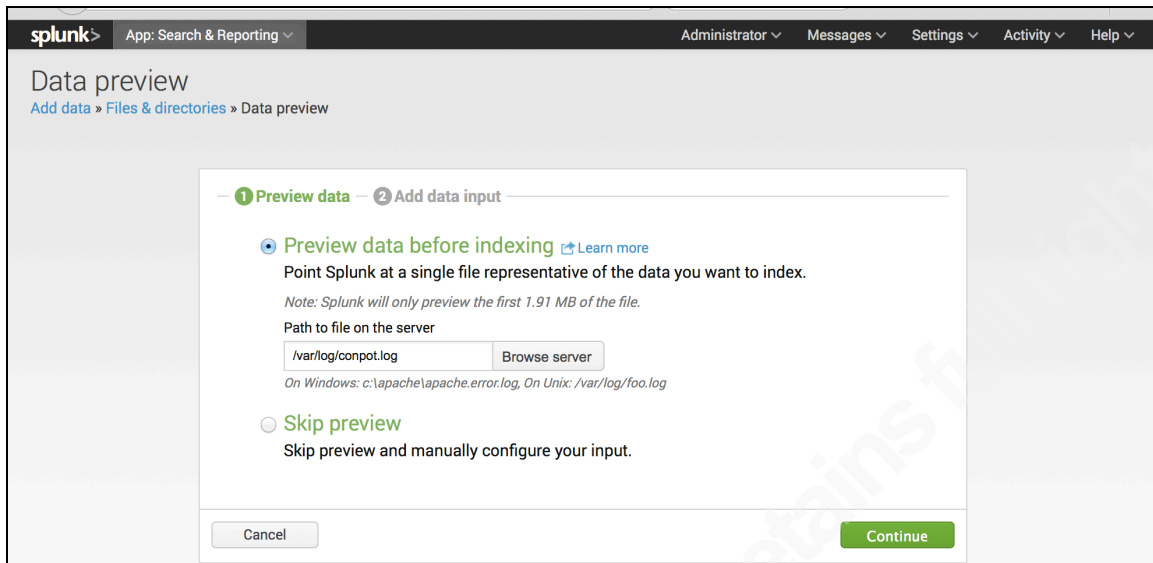 splunk> App: Search & Reporting Administrator Messages Settings Activity Help
Data preview
Add data » Files & directories » Data preview
1 Preview data 2 Add data input
Preview data before indexing Learn more
Point Splunk at a single file representative of the data you want to index.
Note: Splunk will only preview the first 1.91 MB of the file.
Path to file on the server
/var/log/conpot.log Browse server
On Windows: c:\apache\apache.error.log, On Unix: /var/log/foo.log
Skip preview
Skip preview and manually configure your input.
Cancel Continue